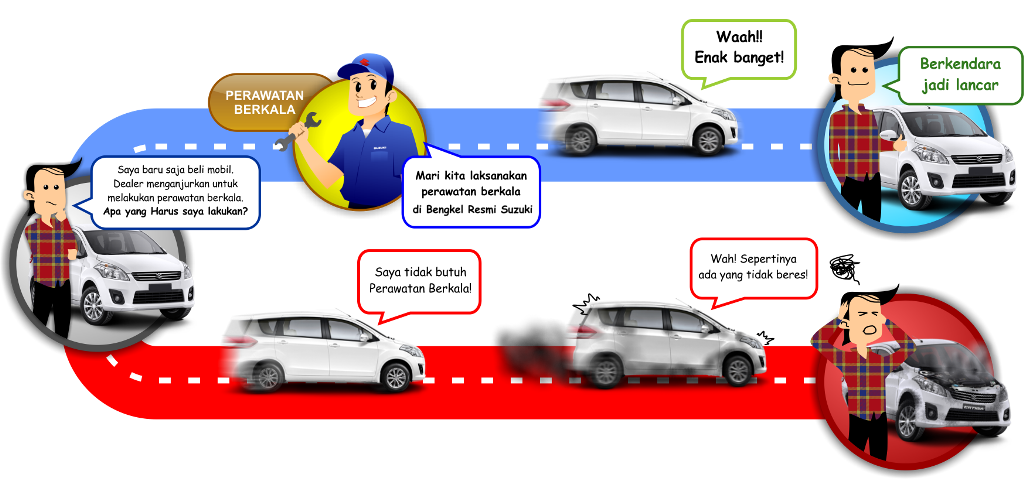 Saya baru saja beli mobil.
Dealer menganjurkan untuk
melakukan perawatan berkala.
Apa yang Harus saya lakukan?
PERAWATAN
BERKALA
SUZUKI
Mari kita laksanakan
perawatan berkala
di Bengkel Resmi Suzuki
Waah!!
Enak banget!
Berkendara
jadi lancar
Saya tidak butuh
Perawatan Berkala!
Wah! Sepertinya
ada yang tidak beres!